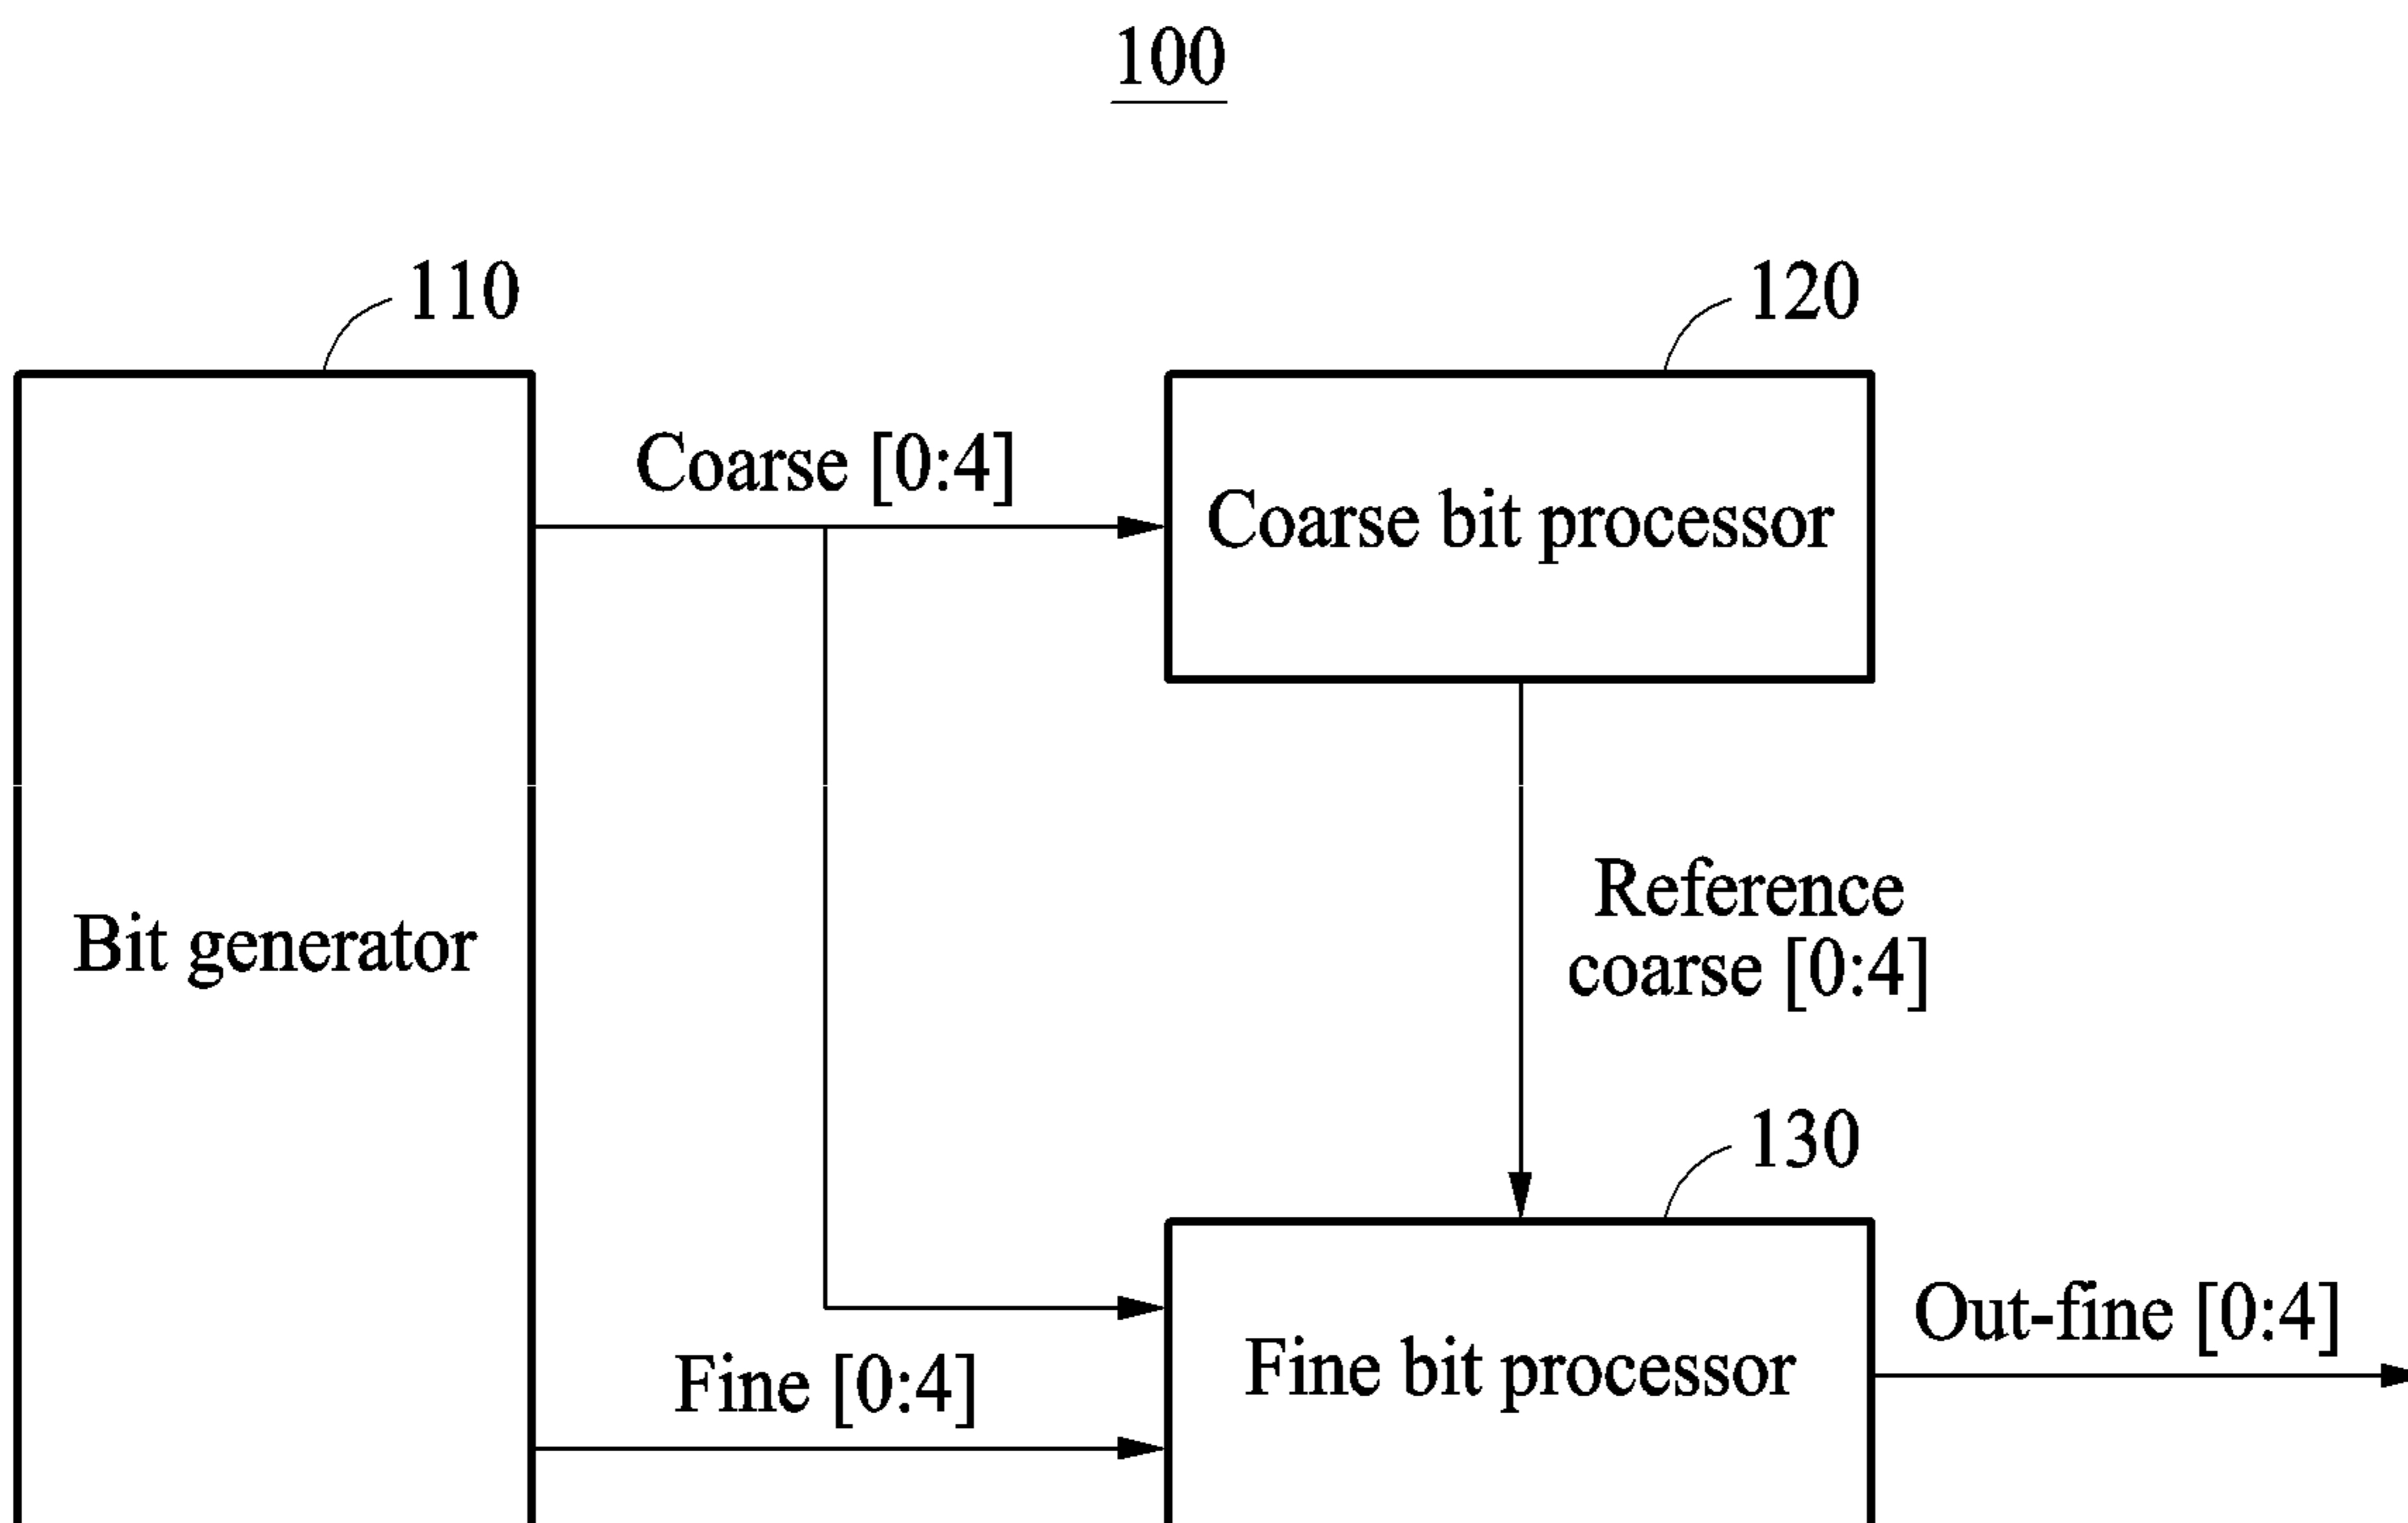 100
110
120
Coarse [0:4]
Coarse bit processor
Reference
coarse [0:4]
Bit generator
130
Out-fine [0:4]
Fine [0:4]
Fine bit processor